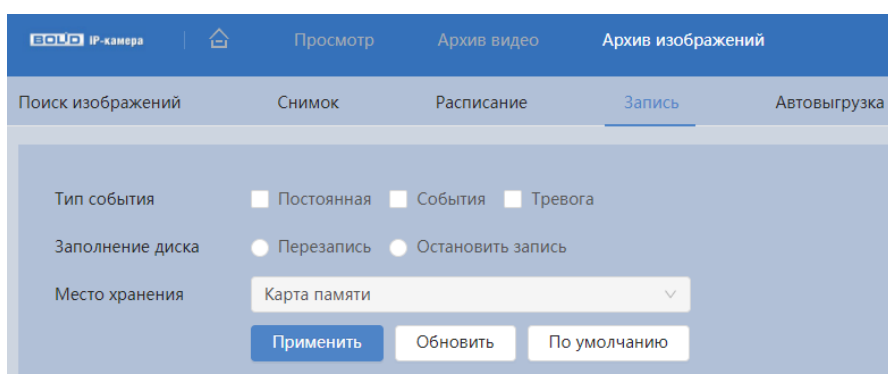 BOLID IP-камера Просмотр Архив видео Архив изображений
Поиск изображений Снимок Расписание Запись Автовыгрузка
Тип события Постоянная События Тревога
Заполнение диска Перезапись Остановить запись
Место хранения Карта памяти
Применить Обновить По умолчанию